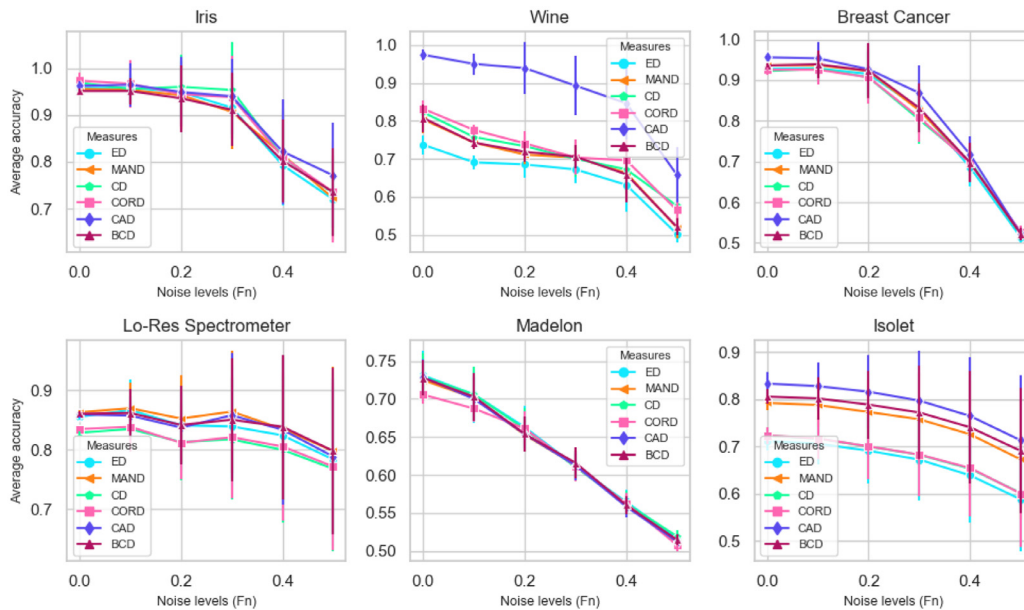 Iris
Average accuracy
1.0
0.9
0.8
0.7
Measures
ED
MAND
CD
CORD
CAD
BCD
0.0
0.2
0.4
Noise levels (Fn)
Wine
1.0
0.9
0.8
0.7
0.6
0.5
Measures
ED
MAND
CD
CORD
CAD
BCD
0.0
0.2
0.4
Noise levels (Fn)
Breast Cancer
1.0
0.9
0.8
0.7
0.6
0.5
Measures
ED
MAND
CD
CORD
CAD
BCD
0.0
0.2
0.4
Noise levels (Fn)
Lo-Res Spectrometer
Average accuracy
0.9
0.8
0.7
Measures
ED
MAND
CD
CORD
CAD
BCD
0.0
0.2
0.4
Noise levels (Fn)
Madelon
0.75
0.70
0.65
0.60
0.55
0.50
Measures
ED
MAND
CD
CORD
CAD
BCD
0.0
0.2
0.4
Noise levels (Fn)
Isolet
0.9
0.8
0.7
0.6
0.5
Measures
ED
MAND
CD
CORD
CAD
BCD
0.0
0.2
0.4
Noise levels (Fn)